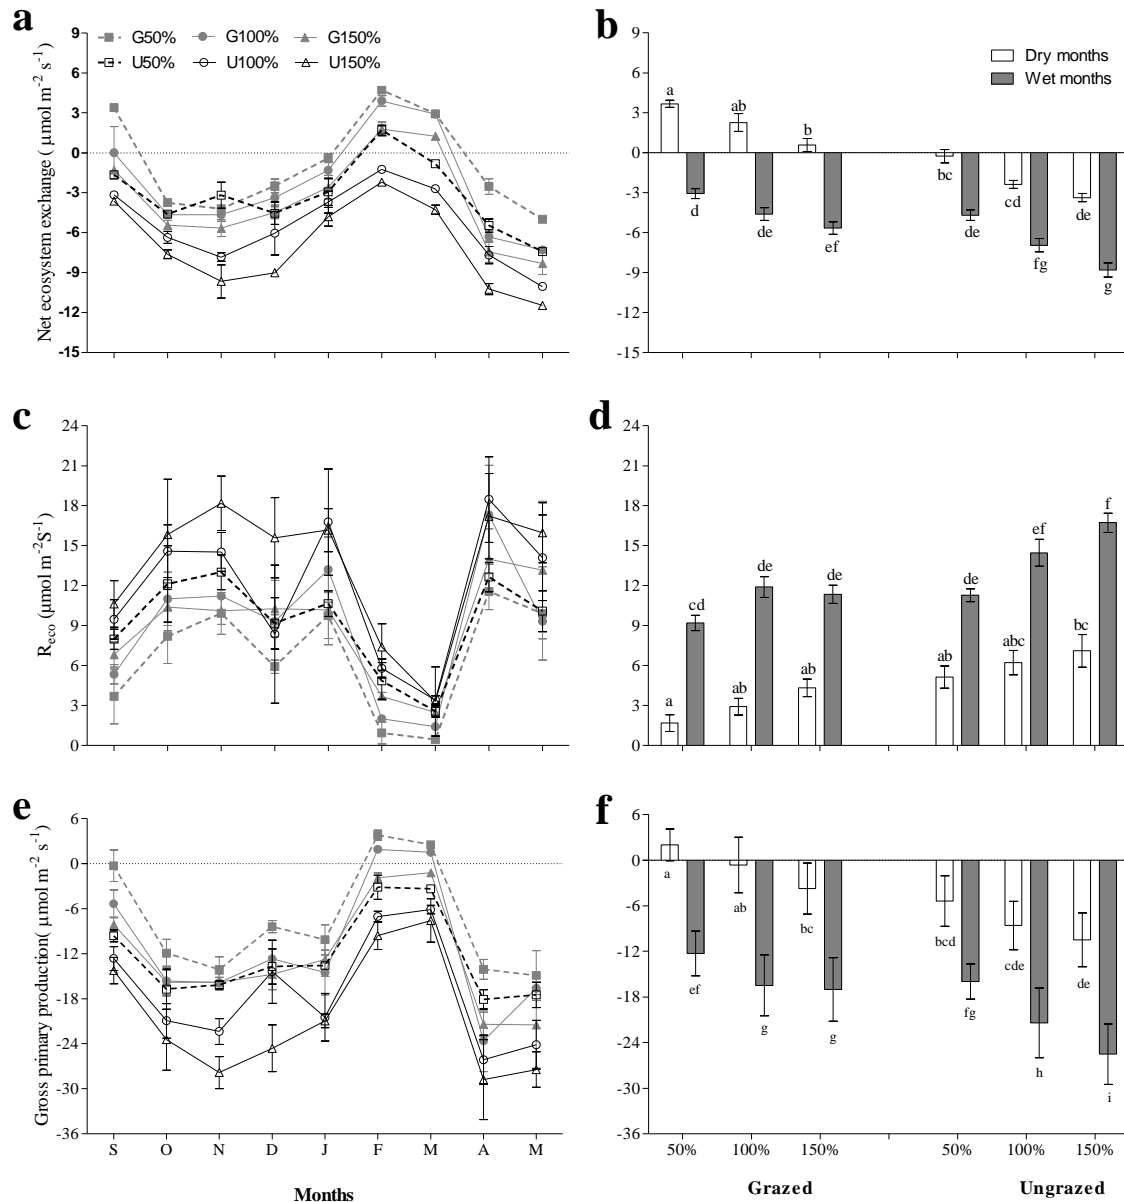 a
G50% G100% G150%
U50% U100% U150%
Net ecosystem exchange ( µmol m-2 s-1)
9
6
3
0
-3
-6
-9
-12
-15
b
Dry months
Wet months
9
6
3
0
-3
-6
-9
-12
-15
a ab b bc cd de
d de ef de fg g
c
Reco (µmol m-2S-1)
24
21
18
15
12
9
6
3
0
d
24
21
18
15
12
9
6
3
0
cd de de de ef f
a ab ab ab abc bc
e
Gross primary production( µmol m-2 s-1)
6
0
-6
-12
-18
-24
-30
-36
S O N D J F M A M
Months
f
6
0
-6
-12
-18
-24
-30
-36
a ab bc bcd cde de
ef g g fg h i
50% 100% 150% 50% 100% 150%
Grazed Ungrazed